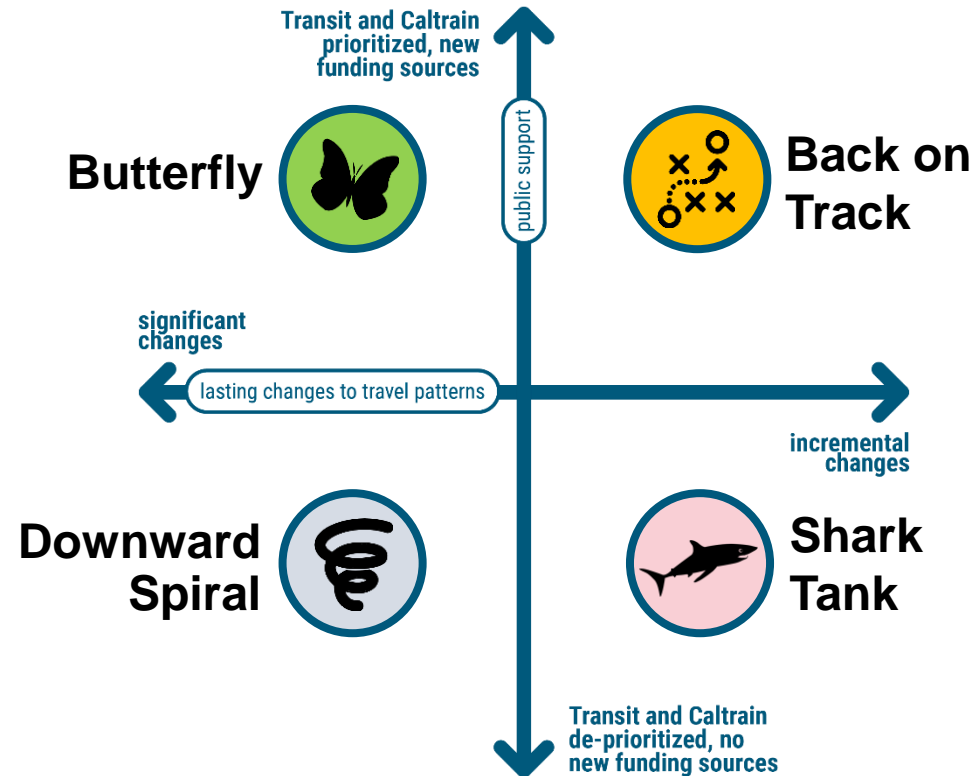 Transit and Caltrain
prioritized, new
funding sources
public support
Butterfly
Back on
Track
significant
changes
lasting changes to travel patterns
incremental
changes
Downward
Spiral
Shark
Tank
Transit and Caltrain
de-prioritized, no
new funding sources